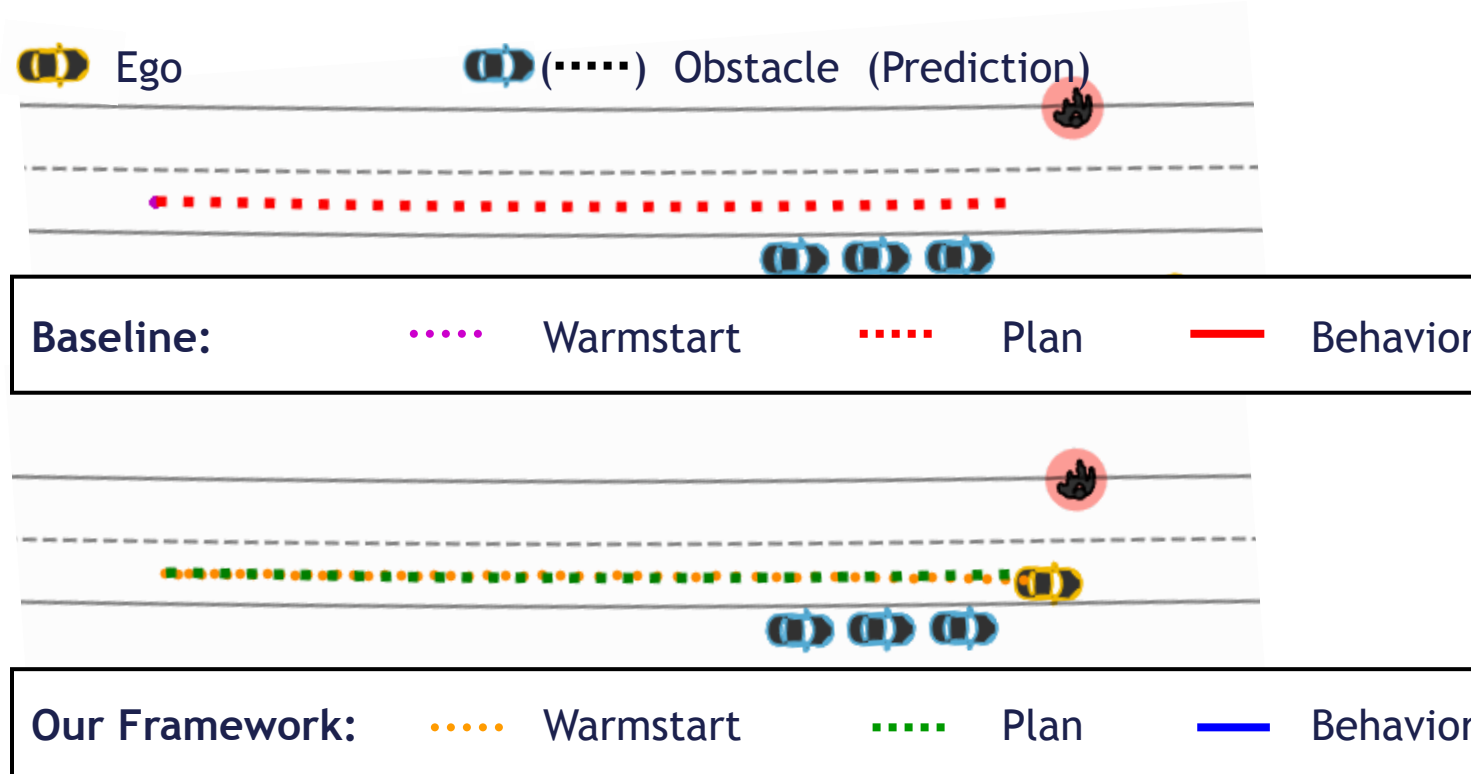 Ego (·····) Obstacle (Prediction)
Baseline: Warmstart Plan Behavior
Our Framework: Warmstart Plan Behavior